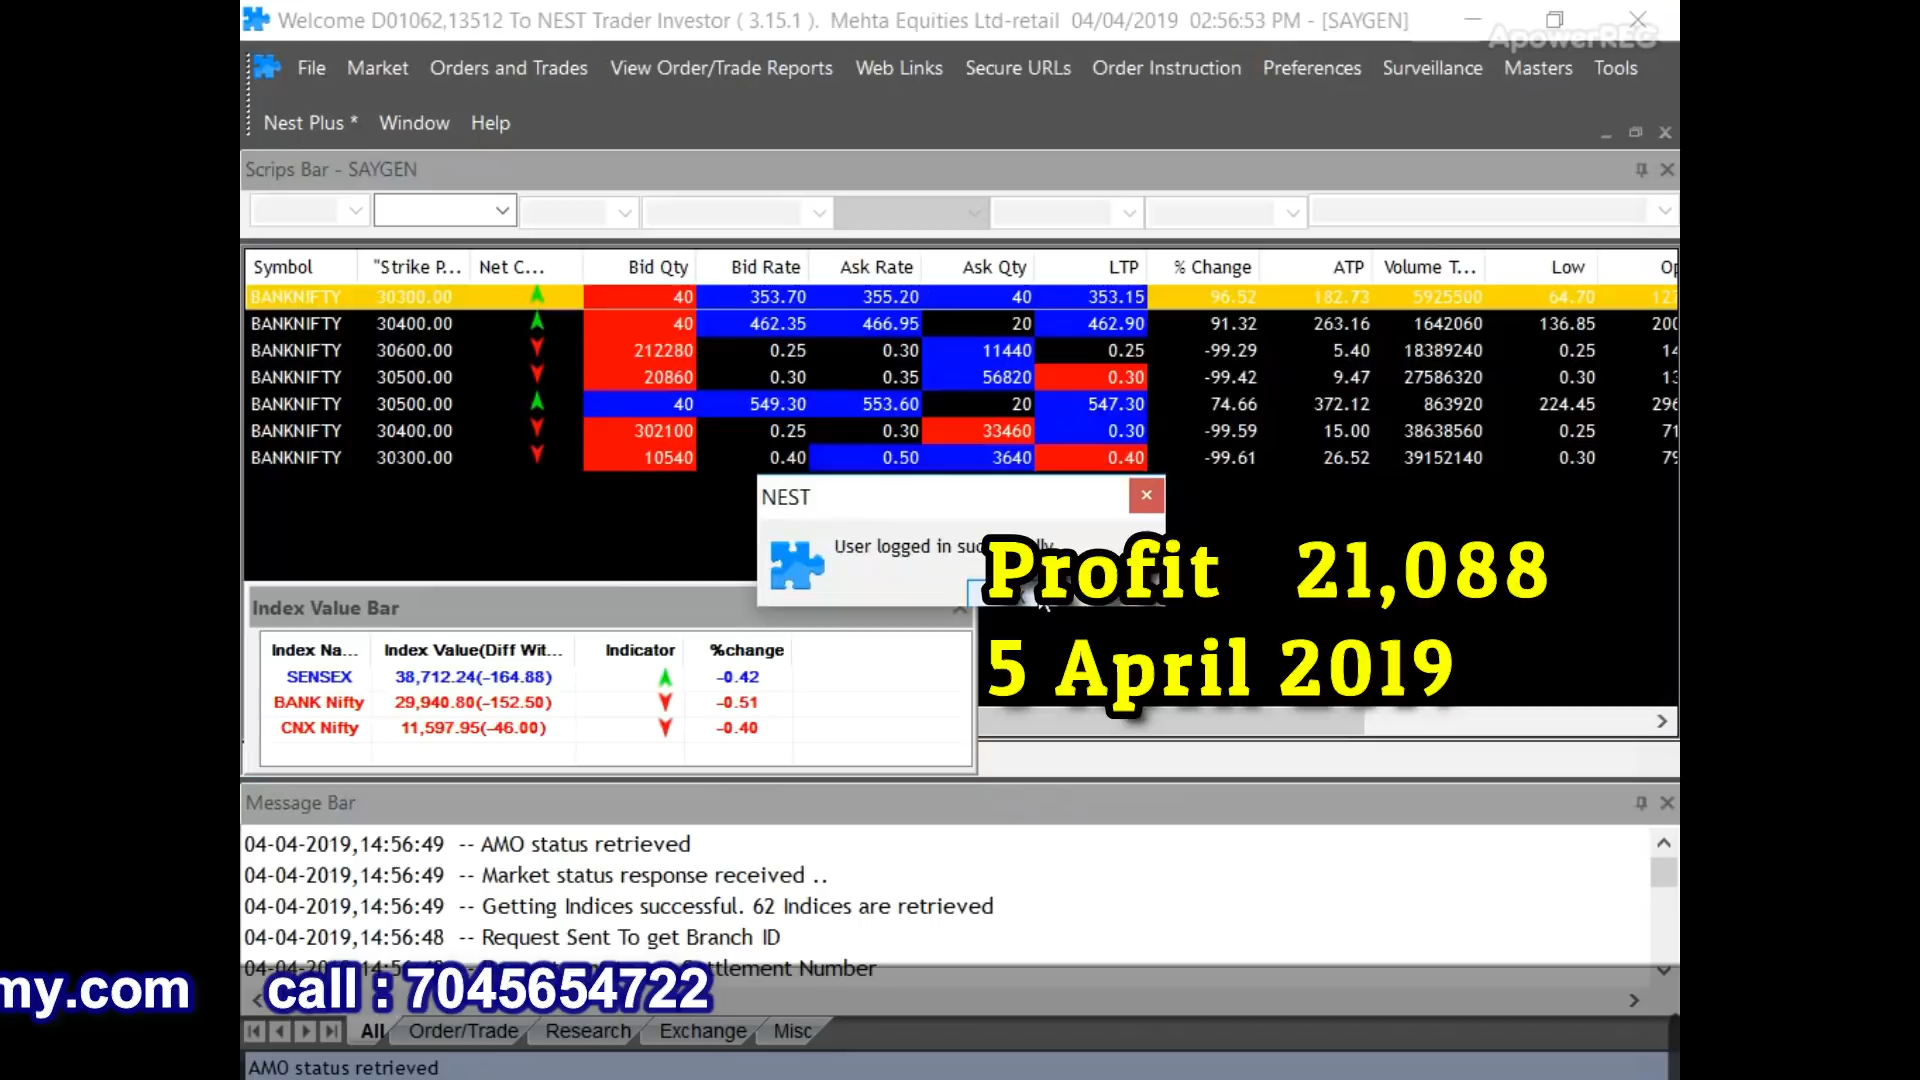 Welcome D01062,13512 To NEST Trader Investor ( 3.15.1 ). Mehta Equities Ltd-retail 04/04/2019 02:56:53 PM - [SAYGEN]
ApowerREC
File Market Orders and Trades View Order/Trade Reports Web Links Secure URLs Order Instruction Preferences Surveillance Masters Tools
Nest Plus * Window Help
Scrips Bar - SAYGEN
Symbol "Strike P... Net C... Bid Qty Bid Rate Ask Rate Ask Qty LTP % Change ATP Volume T... Low Op
BANKNIFTY 30300.00 40 353.70 355.20 40 353.15 96.52 182.73 5925500 64.70
BANKNIFTY 30400.00 40 462.35 466.95 20 462.90 91.32 263.16 1642060 136.85 200
BANKNIFTY 30600.00 212280 0.25 0.30 11440 0.25 -99.29 5.40 18389240 0.25 14
BANKNIFTY 30500.00 20860 0.30 0.35 56820 0.30 -99.42 9.47 27586320 0.30 13
BANKNIFTY 30500.00 40 549.30 553.60 20 547.30 74.66 372.12 863920 224.45 296
BANKNIFTY 30400.00 302100 0.25 0.30 33460 0.30 -99.59 15.00 38638560 0.25 71
BANKNIFTY 30300.00 10540 0.40 0.50 3640 0.40 -99.61 26.52 39152140 0.30 79
NEST
User logged in
Profit 21,088
5 April 2019
Index Value Bar
Index Na... Index Value(Diff Wit... Indicator %change
SENSEX 38,712.24(-164.88) -0.42
BANK Nifty 29,940.80(-152.50) -0.51
CNX Nifty 11,597.95(-46.00) -0.40
Message Bar
04-04-2019,14:56:49 -- AMO status retrieved
04-04-2019,14:56:49 -- Market status response received ..
04-04-2019,14:56:49 -- Getting Indices successful. 62 Indices are retrieved
04-04-2019,14:56:48 -- Request Sent To get Branch ID
Settlement Number
my.com call : 7045654722
All Order/Trade Research Exchange Misc
AMO status retrieved